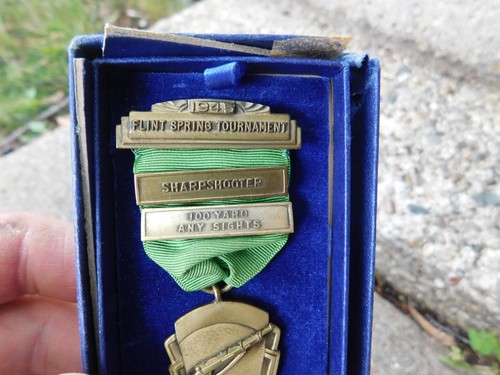 1941
FLINT SPRING TOURNAMENT
SHARPSHOOTER
100 YARD
ANY SIGHTS